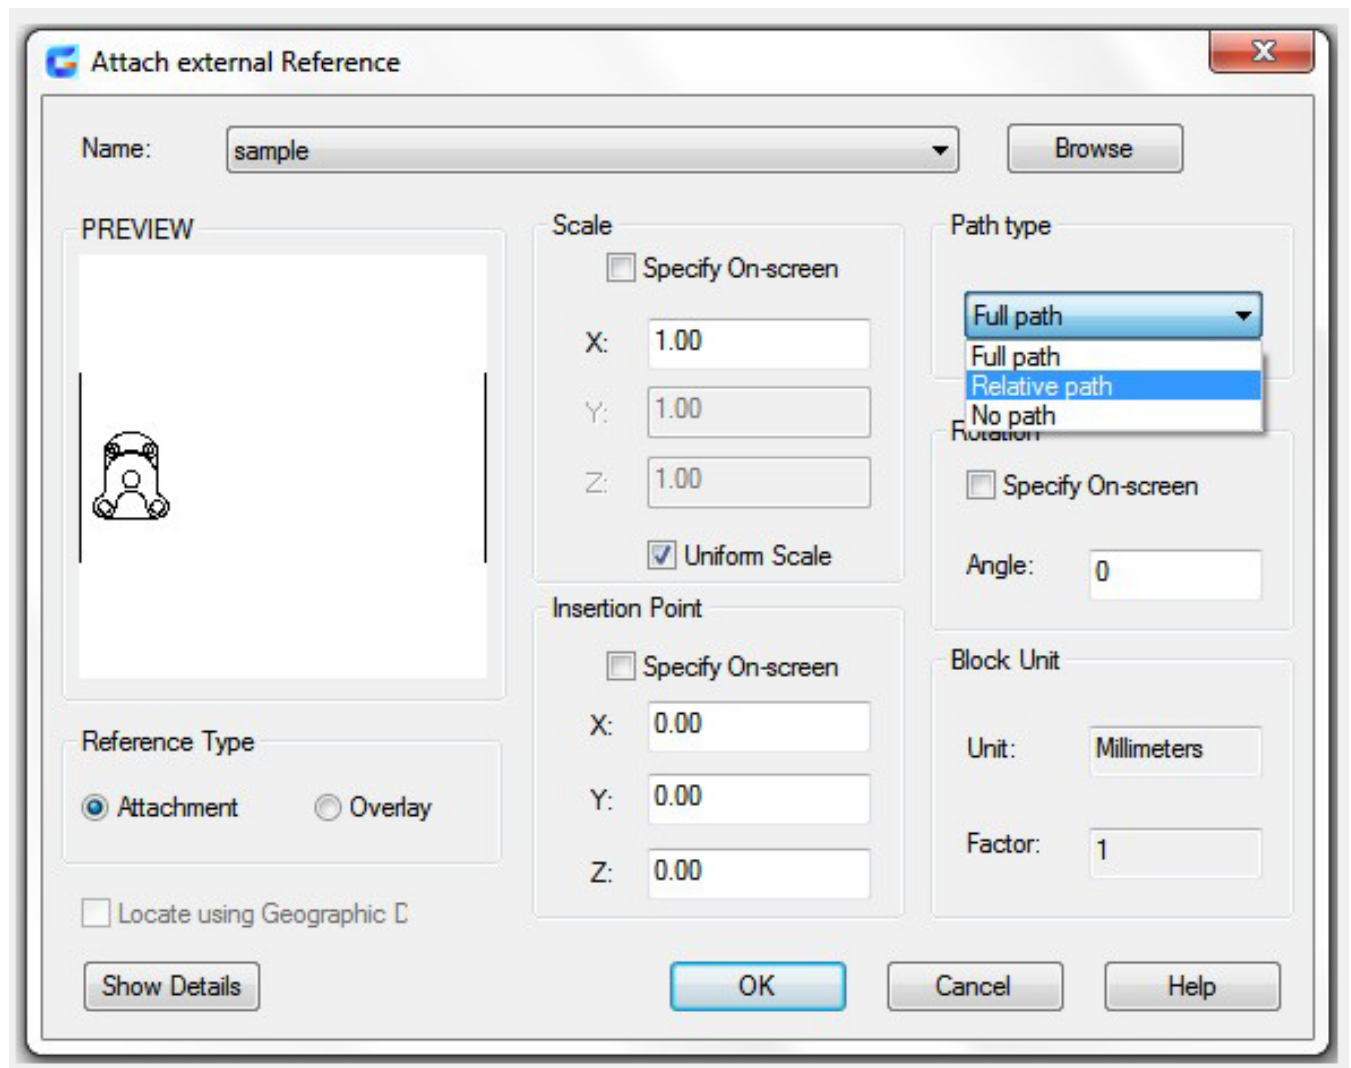 Attach external Reference
Name:
sample
Browse
PREVIEW
Scale
Specify On-screen
X:
1.00
Y:
1.00
Z:
1.00
Uniform Scale
Path type
Full path
Full path
Relative path
No path
Rotation
Specify On-screen
Angle:
0
Insertion Point
Specify On-screen
X:
0.00
Y:
0.00
Z:
0.00
Block Unit
Unit:
Millimeters
Factor:
1
Reference Type
Attachment
Overlay
Locate using Geographic D
Show Details
OK
Cancel
Help